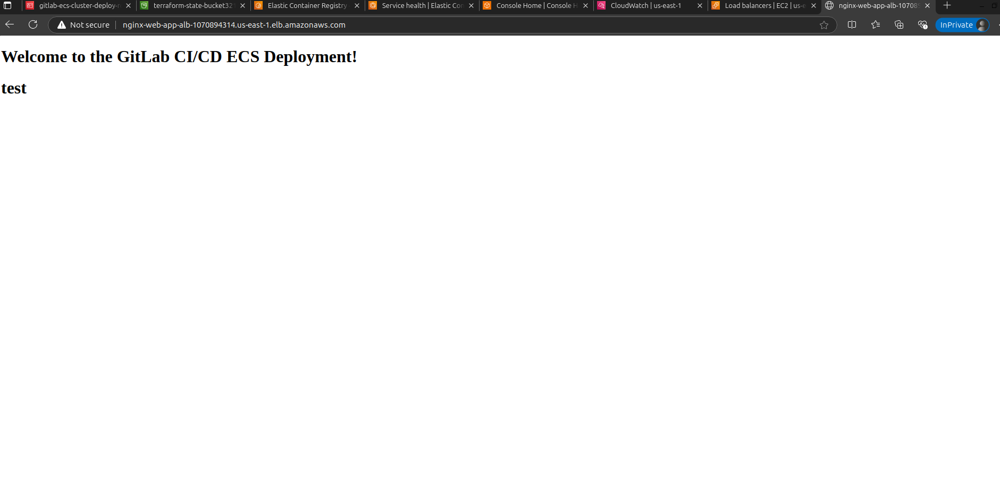 gitlab-ecs-cluster-deploy-r
terraform-state-bucket321
Elastic Container Registry
Service health | Elastic Con
Console Home | Console H
CloudWatch | us-east-1
Load balancers | EC2 | us-e
nginx-web-app-alb-10708
Not secure
nginx-web-app-alb-1070894314.us-east-1.elb.amazonaws.com
InPrivate
Welcome to the GitLab CI/CD ECS Deployment!
test